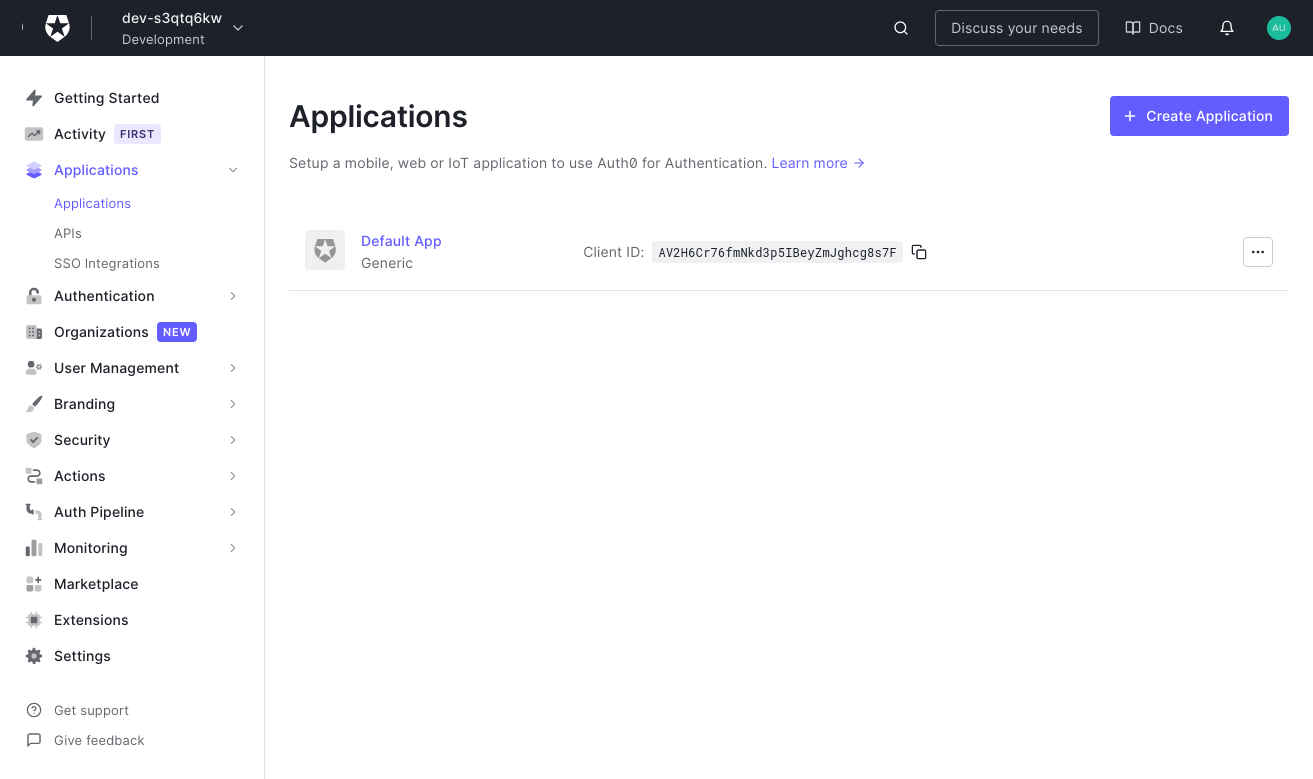 dev-s3qtq6kw
Development
Discuss your needs
Docs
AU
Getting Started
Activity FIRST
Applications
Applications
APIs
SSO Integrations
Authentication
Organizations NEW
User Management
Branding
Security
Actions
Auth Pipeline
Monitoring
Marketplace
Extensions
Settings
Get support
Give feedback
Applications
+ Create Application
Setup a mobile, web or IoT application to use Auth0 for Authentication. Learn more →
Default App
Generic
Client ID: AV2H6Cr76fmNkd3p5IBeyZmJghcg8s7F